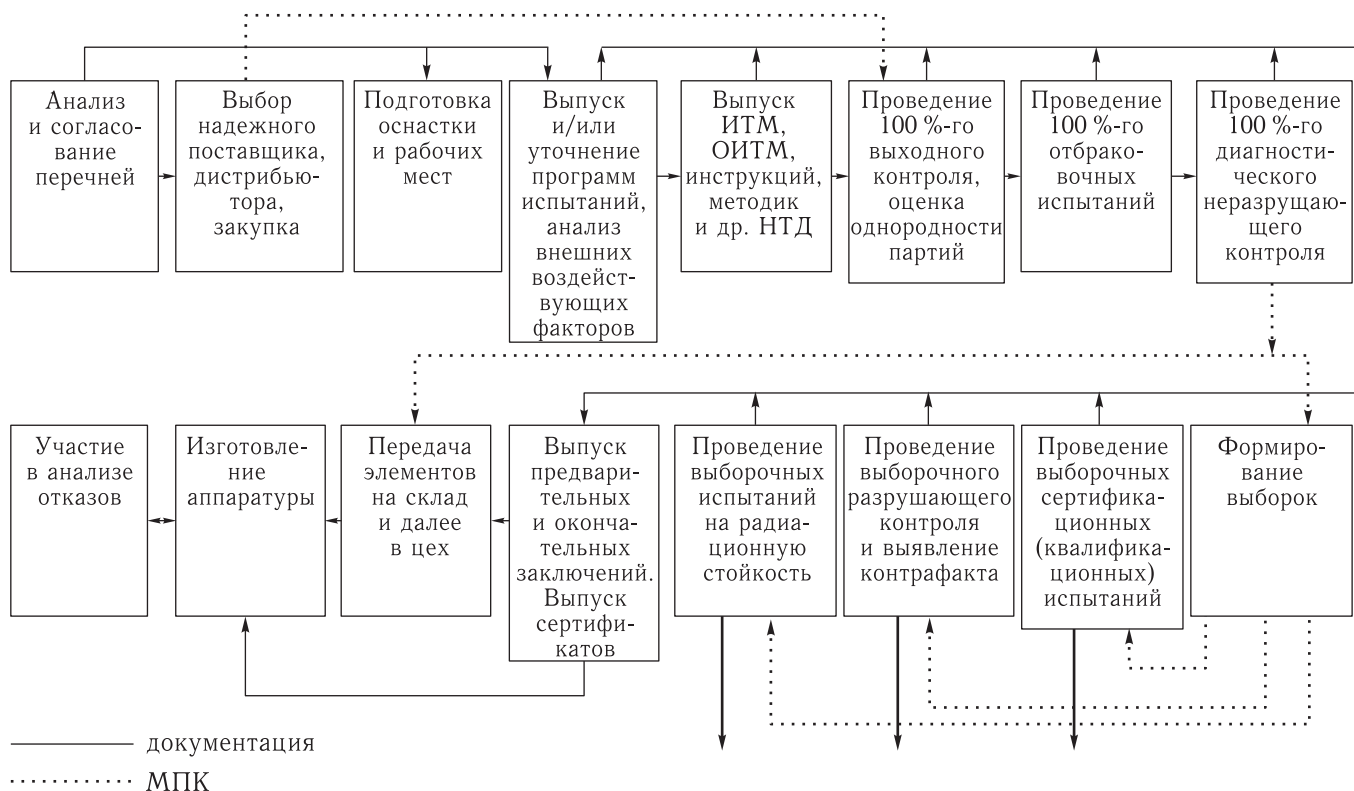 Анализ
и согласо-
вание
перечней
Выбор
надежного
поставщика,
дистрибью-
тора,
закупка
Подготовка
оснастки
и рабочих
мест
Выпуск
и/или
уточнение
программ
испытаний,
анализ
внешних
воздейст-
вующих
факторов
Выпуск
ИТМ,
ОИТМ,
инструкций,
методик
и др. НТД
Проведение
100 %-го
выходного
контроля,
оценка
однородности
партий
Проведение
100 %-го
отбрако-
вочных
испытаний
Проведение
100 %-го
диагности-
ческого
неразрушаю-
щего
контроля
Участие
в анализе
отказов
Изготовле-
ние
аппаратуры
Передача
элементов
на склад
и далее
в цех
Выпуск
предвари-
тельных
и оконча-
тельных
заключений.
Выпуск
сертифи-
катов
Проведение
выборочных
испытаний
на ради-
ационную
стойкость
Проведение
выборочного
разрушающего
контроля
и выявление
контрафакта
Проведение
выборочных
сертифика-
ционных
(квалифика-
ционных)
испытаний
Формиро-
вание
выборок
документация
МПК